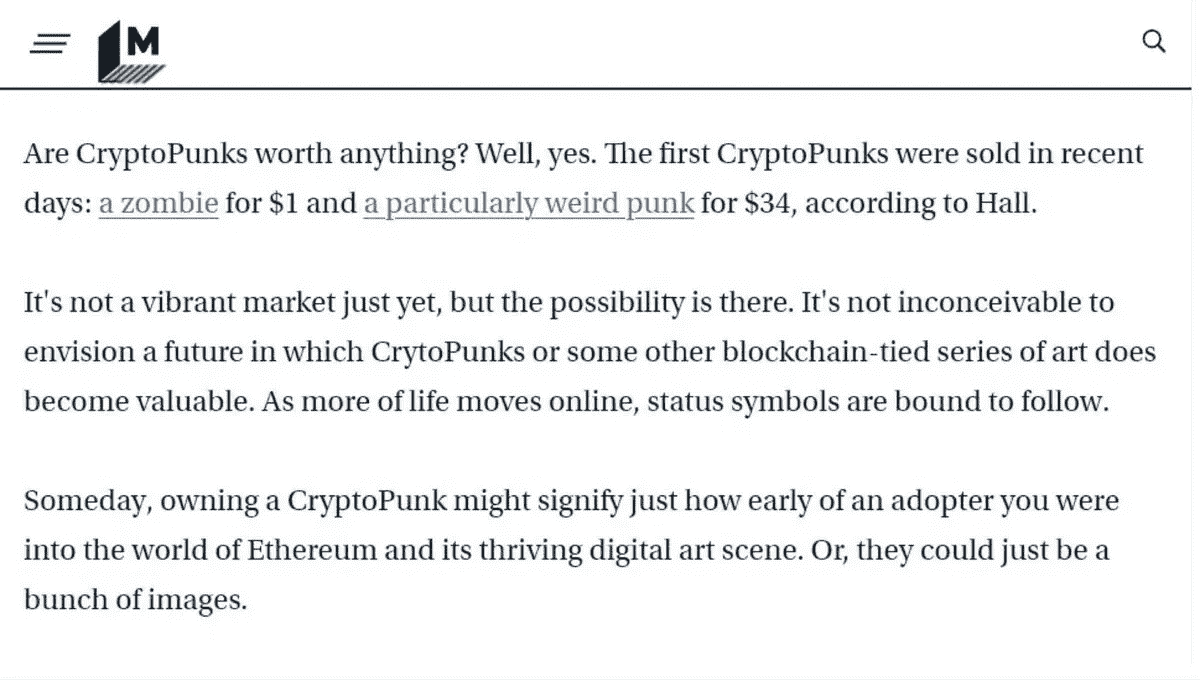 M
Are CryptoPunks worth anything? Well, yes. The first CryptoPunks were sold in recent
days: a zombie for $1 and a particularly weird punk for $34, according to Hall.
It's not a vibrant market just yet, but the possibility is there. It's not inconceivable to
envision a future in which CrytoPunks or some other blockchain-tied series of art does
become valuable. As more of life moves online, status symbols are bound to follow.
Someday, owning a CryptoPunk might signify just how early of an adopter you were
into the world of Ethereum and its thriving digital art scene. Or, they could just be a
bunch of images.